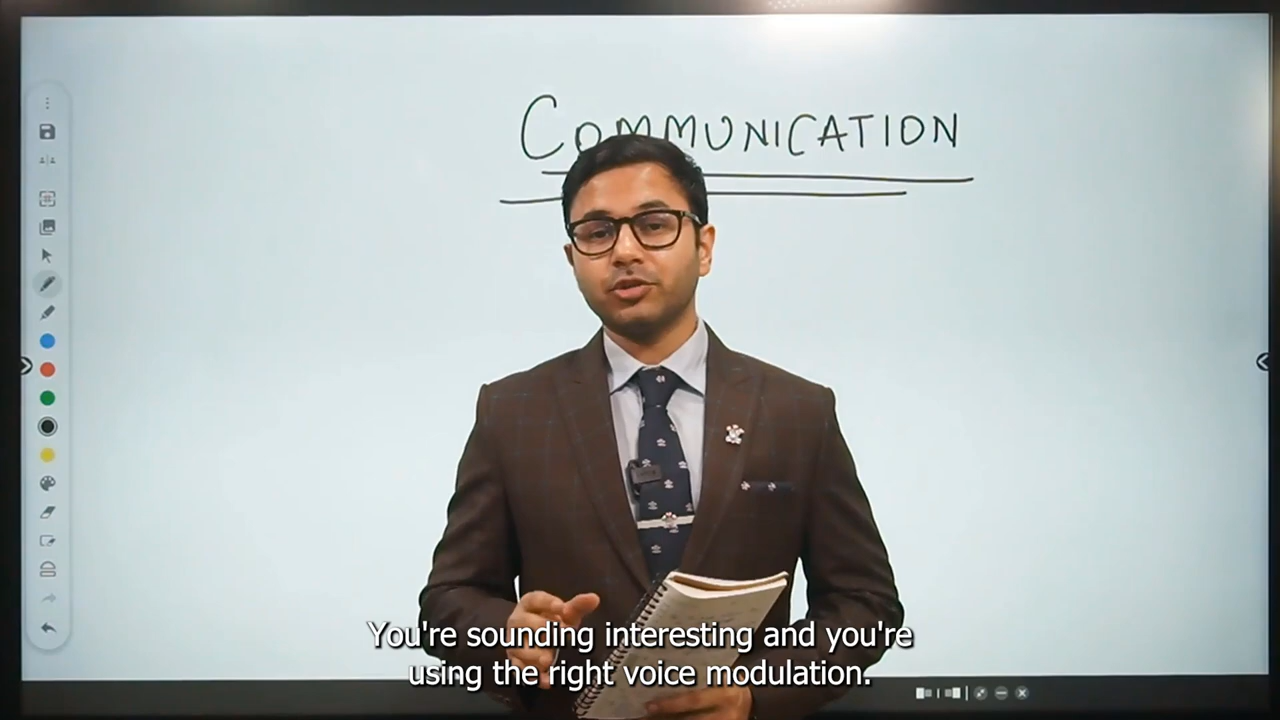 COMMUNICATION
You're sounding interesting and you're
using the right voice modulation.